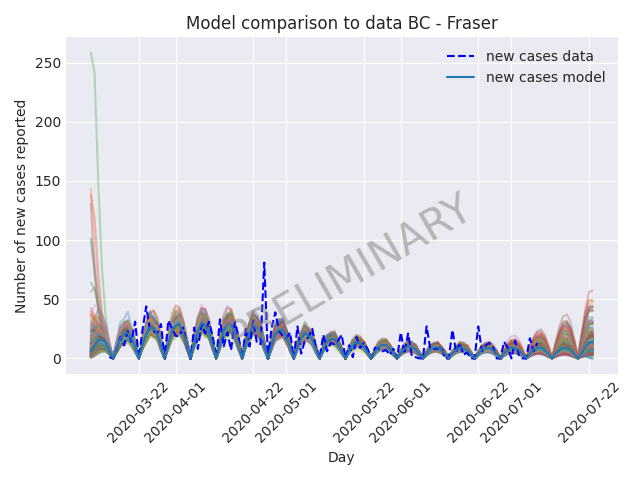 Model comparison to data BC - Fraser
new cases data
new cases model
250
200
150
100
50
0
Number of new cases reported
PRELIMINARY
2020-03-22
2020-04-01
2020-04-22
2020-05-01
2020-05-22
2020-06-01
2020-06-22
2020-07-01
2020-07-22
Day